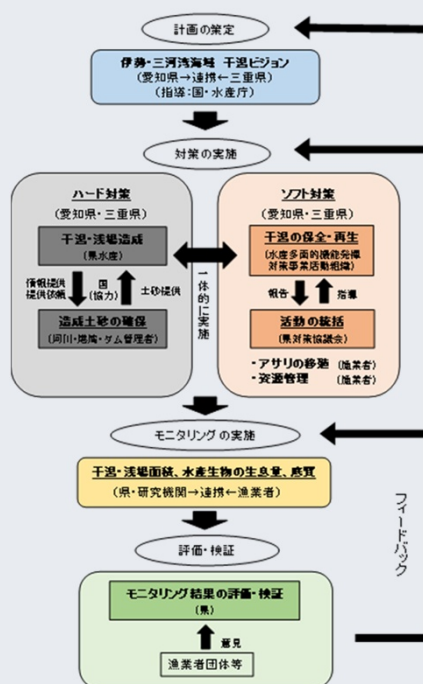 計画の策定
伊勢・三河湾海域 干潟ビジョン
(愛知県→連携←三重県)
(指導:国・水産庁)
対策の実施
ハード対策
(愛知県・三重県)
干潟・浅場造成
(県水産)
情報提供
提供依頼
国
(協力)
土砂提供
造成土砂の確保
(河川・港湾・ダム管理者)
一体的に実施
ソフト対策
(愛知県・三重県)
干潟の保全・再生
(水産多面的機能発揮
対策事業活動組織)
報告
指導
活動の統括
(県対策協議会)
・アサリの移殖 (漁業者)
・資源管理 (漁業者)
モニタリングの実施
干潟・浅場面積、水産生物の生息量、底質
(県・研究機関→連携←漁業者)
評価・検証
モニタリング結果の評価・検証
(県)
意見
漁業者団体等
フィードバック